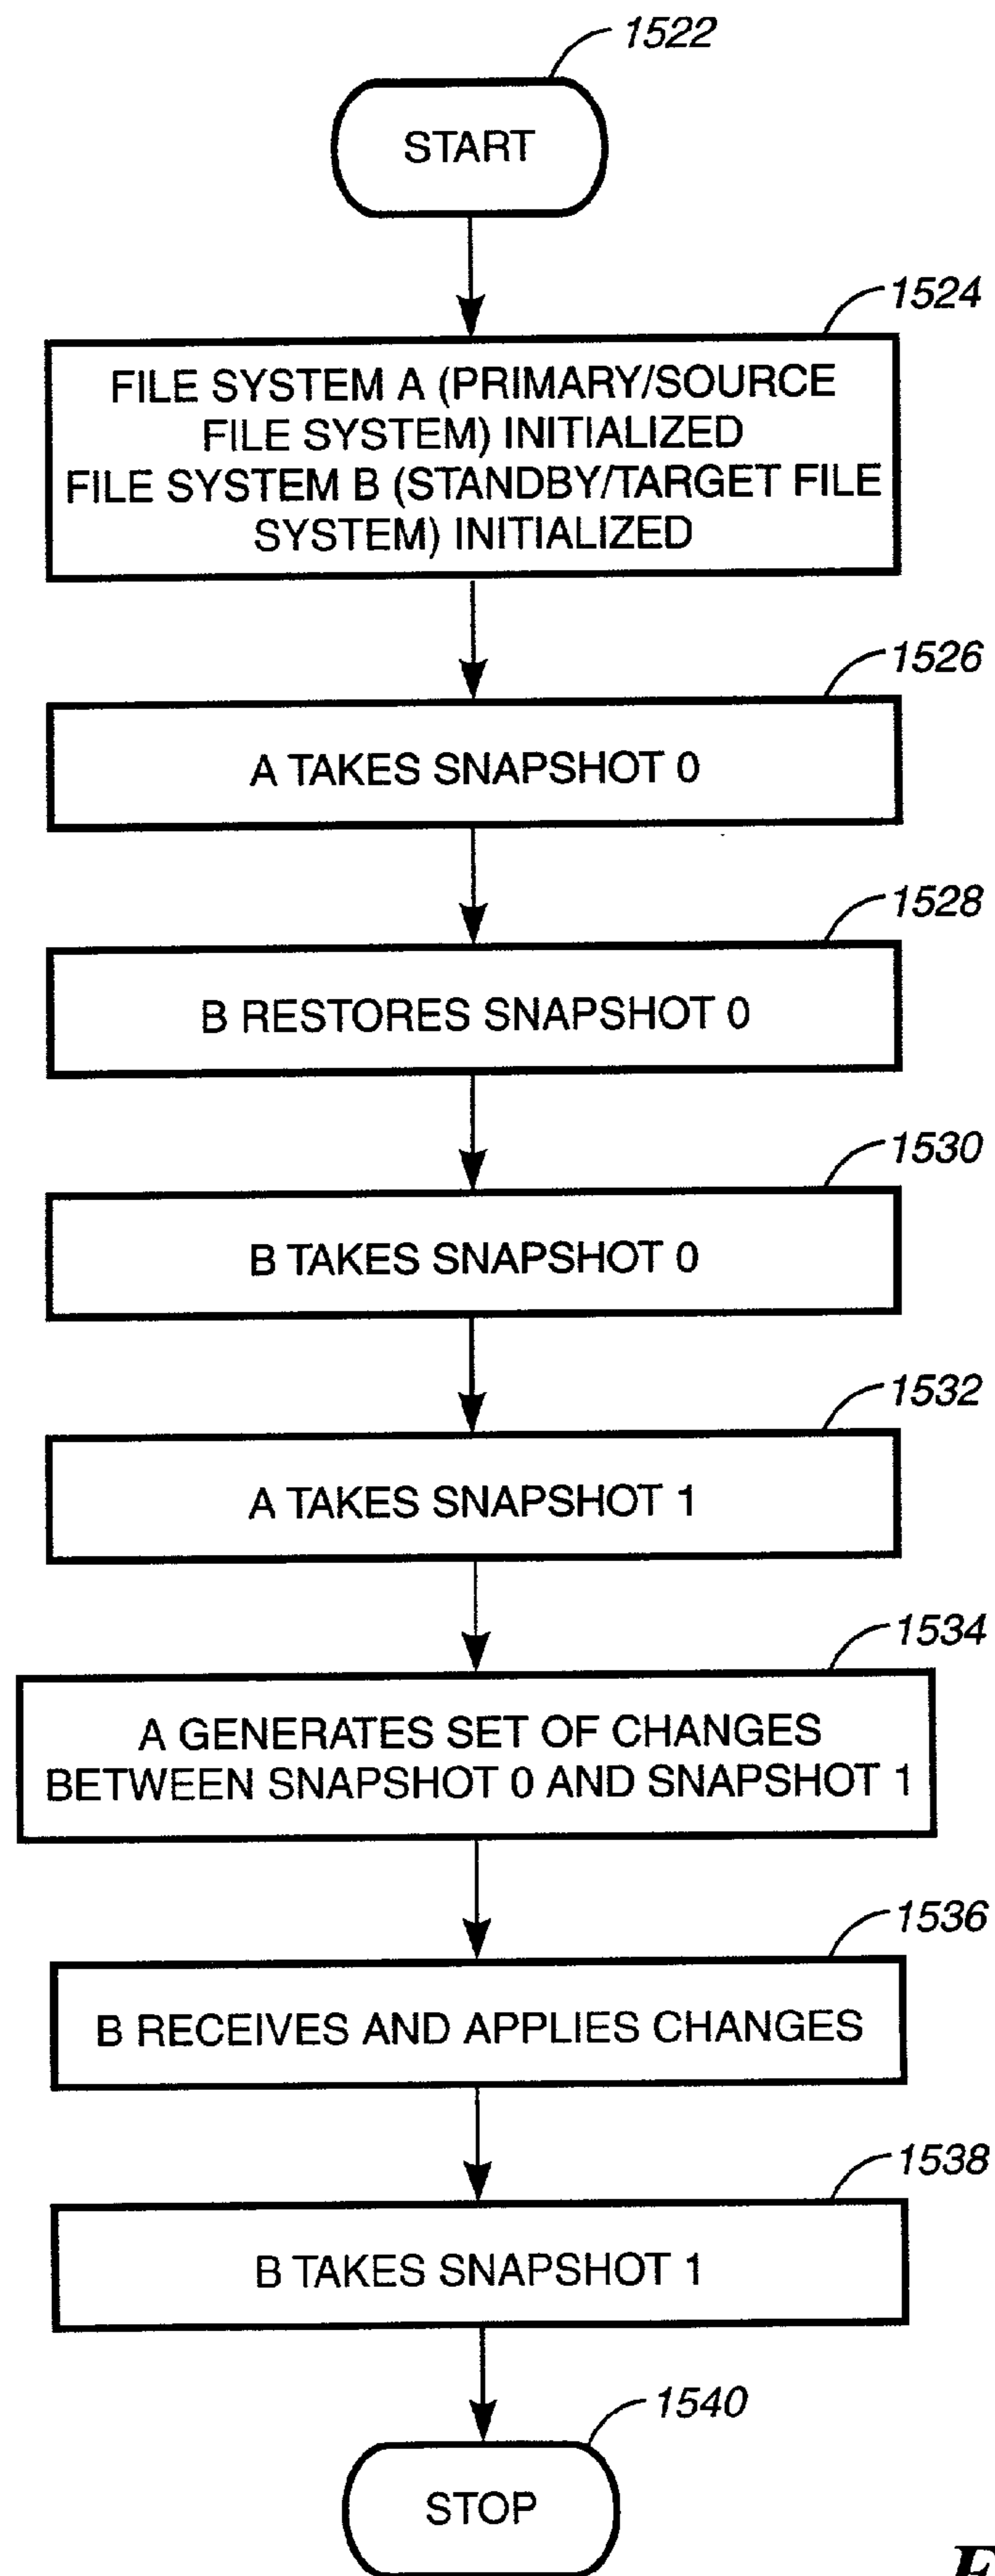 1522
START
1524
FILE SYSTEM A (PRIMARY/SOURCE
FILE SYSTEM) INITIALIZED
FILE SYSTEM B (STANDBY/TARGET FILE
SYSTEM) INITIALIZED
1526
A TAKES SNAPSHOT 0
1528
B RESTORES SNAPSHOT 0
1530
B TAKES SNAPSHOT 0
1532
A TAKES SNAPSHOT 1
1534
A GENERATES SET OF CHANGES
BETWEEN SNAPSHOT 0 AND SNAPSHOT 1
1536
B RECEIVES AND APPLIES CHANGES
1538
B TAKES SNAPSHOT 1
1540
STOP